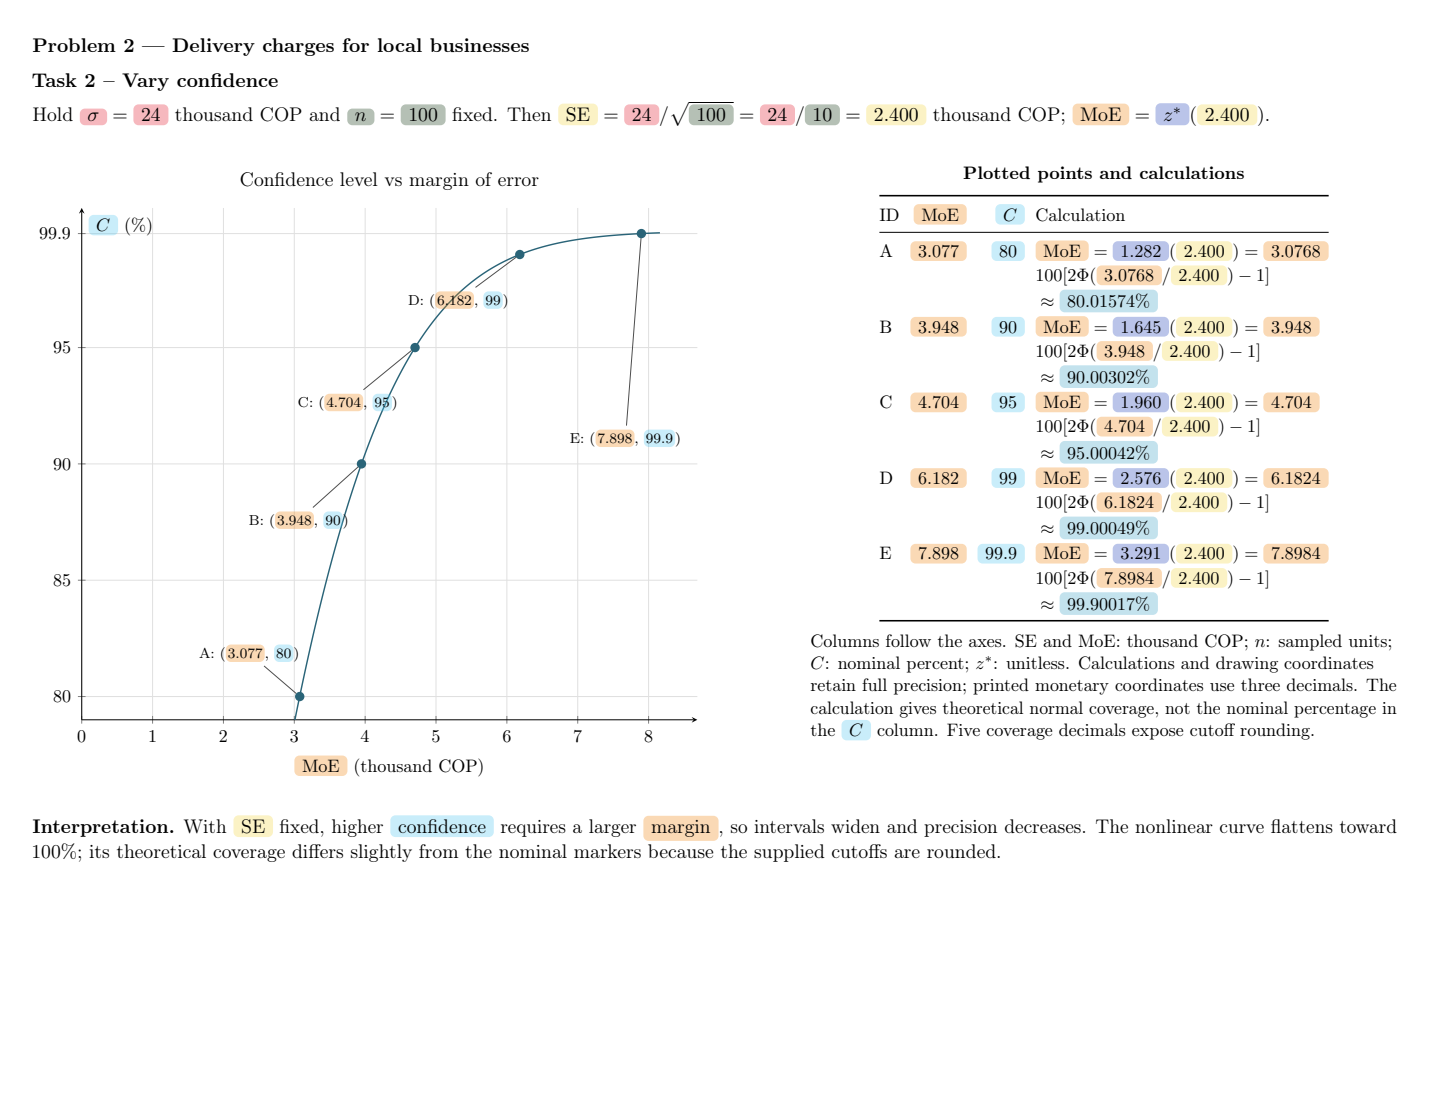 Problem 2 — Delivery charges for local businesses
Task 2 – Vary confidence
Hold σ = 24 thousand COP and n = 100 fixed. Then SE = 24/√100 = 24/10 = 2.400 thousand COP; MoE = z*(2.400).
Confidence level vs margin of error
C (%)
99.9
95
90
85
80
0 1 2 3 4 5 6 7 8
MoE (thousand COP)
D: (6.182, 99)
C: (4.704, 95)
E: (7.898, 99.9)
B: (3.948, 90)
A: (3.077, 80)
Plotted points and calculations
ID MoE C Calculation
A 3.077 80 MoE = 1.282(2.400) = 3.0768
100[2Φ(3.0768/2.400) − 1]
≈ 80.01574%
B 3.948 90 MoE = 1.645(2.400) = 3.948
100[2Φ(3.948/2.400) − 1]
≈ 90.00302%
C 4.704 95 MoE = 1.960(2.400) = 4.704
100[2Φ(4.704/2.400) − 1]
≈ 95.00042%
D 6.182 99 MoE = 2.576(2.400) = 6.1824
100[2Φ(6.1824/2.400) − 1]
≈ 99.00049%
E 7.898 99.9 MoE = 3.291(2.400) = 7.8984
100[2Φ(7.8984/2.400) − 1]
≈ 99.90017%
Columns follow the axes. SE and MoE: thousand COP; n: sampled units;
C: nominal percent; z*: unitless. Calculations and drawing coordinates
retain full precision; printed monetary coordinates use three decimals. The
calculation gives theoretical normal coverage, not the nominal percentage in
the C column. Five coverage decimals expose cutoff rounding.
Interpretation. With SE fixed, higher confidence requires a larger margin, so intervals widen and precision decreases. The nonlinear curve flattens toward
100%; its theoretical coverage differs slightly from the nominal markers because the supplied cutoffs are rounded.